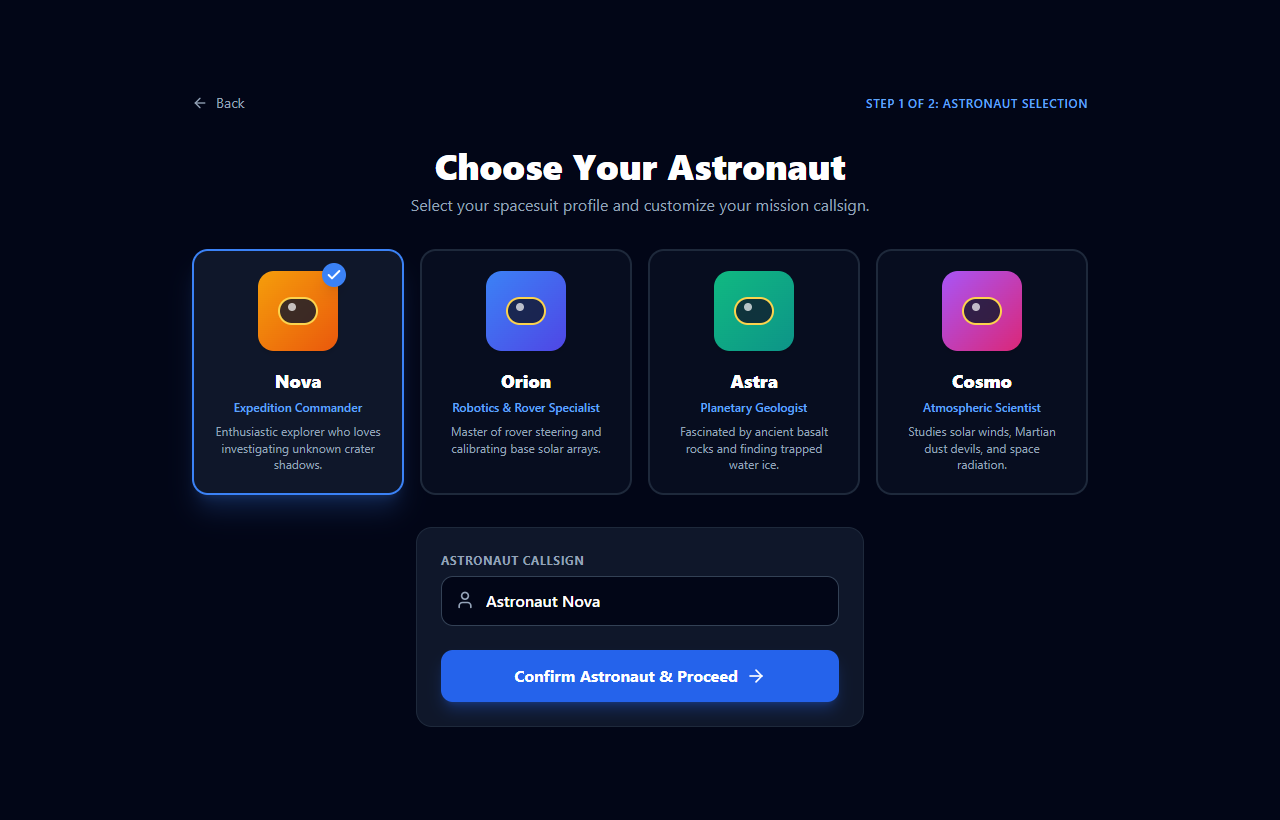 Back
STEP 1 OF 2: ASTRONAUT SELECTION
Choose Your Astronaut
Select your spacesuit profile and customize your mission callsign.
Nova
Expedition Commander
Enthusiastic explorer who loves
investigating unknown crater
shadows.
Orion
Robotics & Rover Specialist
Master of rover steering and
calibrating base solar arrays.
Astra
Planetary Geologist
Fascinated by ancient basalt
rocks and finding trapped
water ice.
Cosmo
Atmospheric Scientist
Studies solar winds, Martian
dust devils, and space
radiation.
ASTRONAUT CALLSIGN
Astronaut Nova
Confirm Astronaut & Proceed